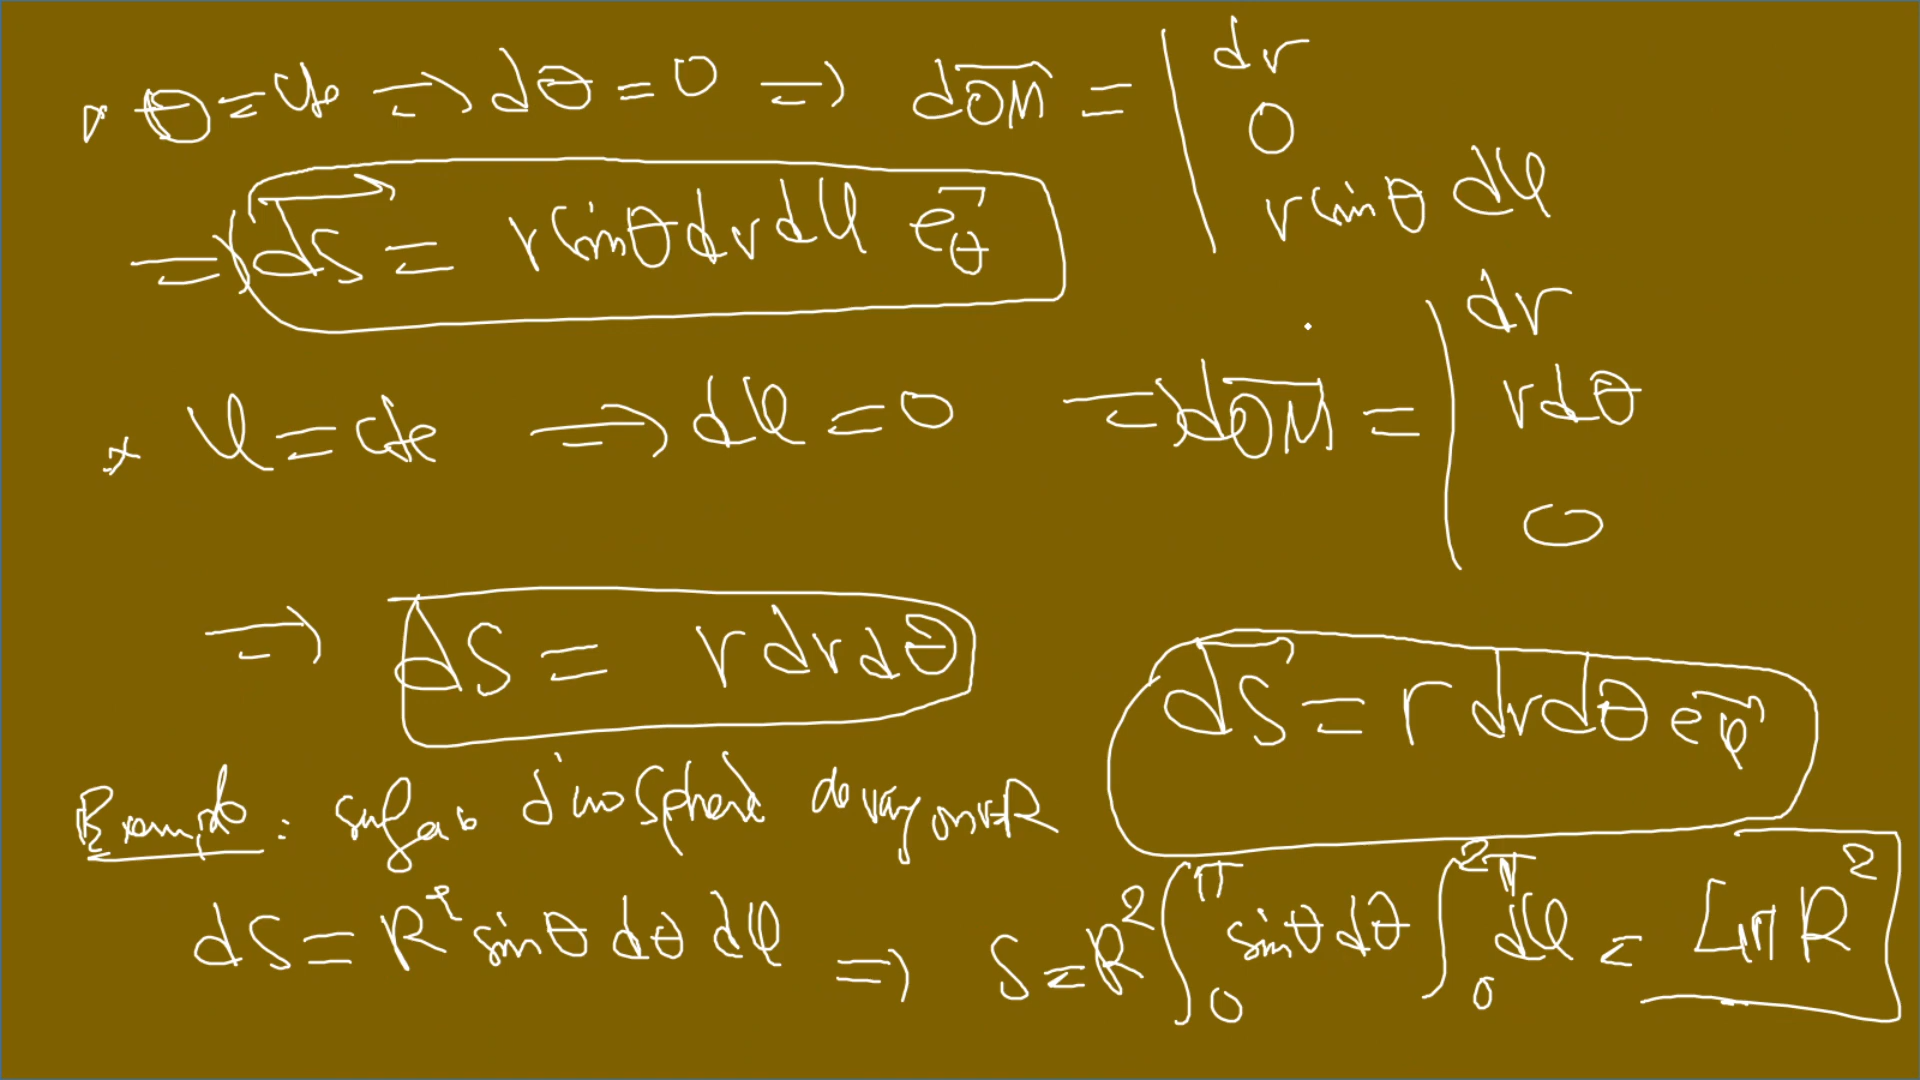 * θ = cte ⇒ dθ = 0 ⇒ dOM = | dr
0
r sinθ dφ
⇒ dS = r sinθ dr dφ e_θ
* φ = cte ⇒ dφ = 0 ⇒ dOM = | dr
r dθ
0
⇒ dS = r dr dθ
dS = r dr dθ e_φ
Exemple : surface d'une sphère de rayon R
dS = R² sinθ dθ dφ ⇒ S = R² ∫₀^π sinθ dθ ∫₀^2π dφ = 4πR²